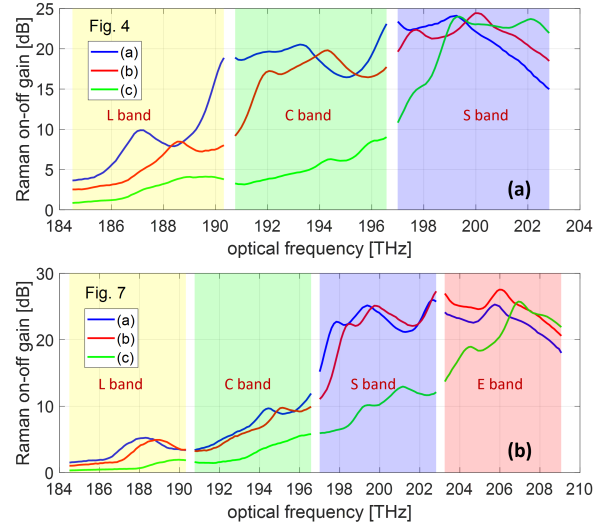 Raman on-off gain [dB]
25
20
15
10
5
0
Fig. 4
(a)
(b)
(c)
L band
C band
S band
(a)
184 186 188 190 192 194 196 198 200 202 204
optical frequency [THz]
Raman on-off gain [dB]
30
20
10
0
Fig. 7
(a)
(b)
(c)
L band
C band
S band
E band
(b)
184 186 188 190 192 194 196 198 200 202 204 206 208 210
optical frequency [THz]